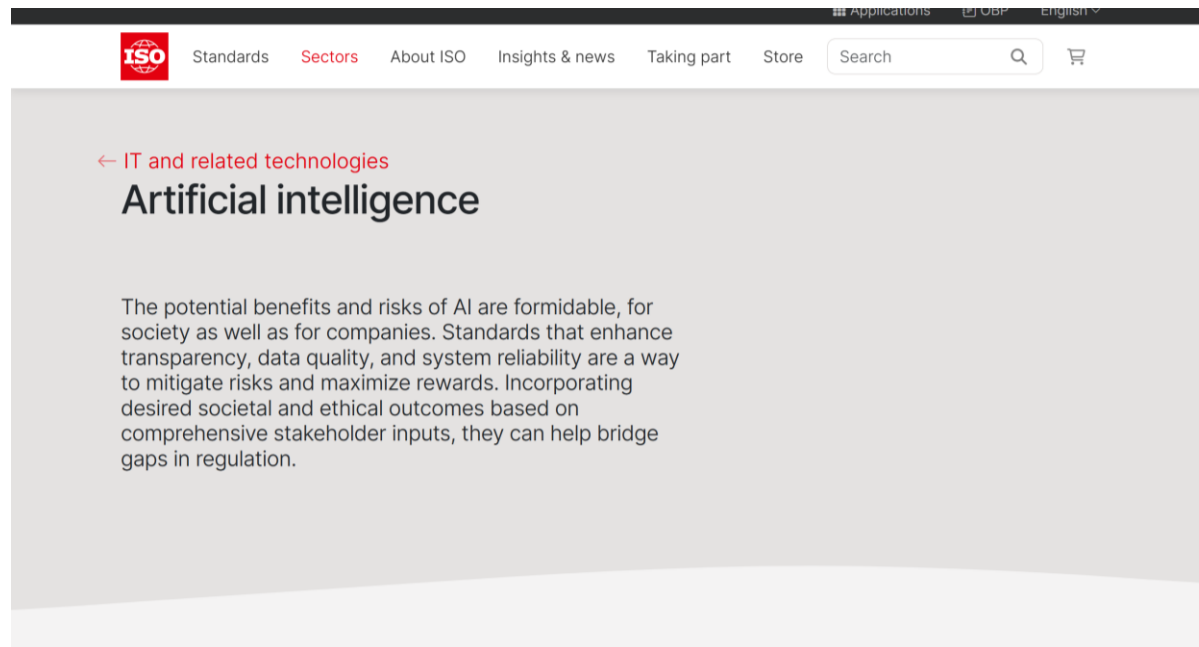 Applications OBP English
ISO Standards Sectors About ISO Insights & news Taking part Store Search
← IT and related technologies
Artificial intelligence
The potential benefits and risks of AI are formidable, for
society as well as for companies. Standards that enhance
transparency, data quality, and system reliability are a way
to mitigate risks and maximize rewards. Incorporating
desired societal and ethical outcomes based on
comprehensive stakeholder inputs, they can help bridge
gaps in regulation.